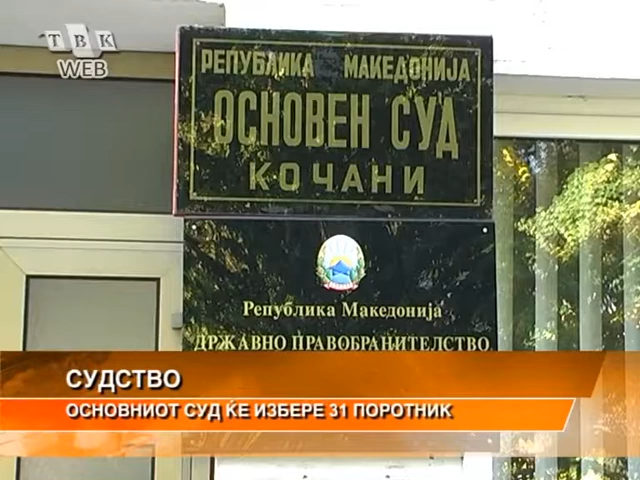 ТВК
WEB
РЕПУБЛИКА МАКЕДОНИЈА
ОСНОВЕН СУД
КОЧАНИ
Република Македонија
ДРЖАВНО ПРАВОБРАНИТЕЛСТВО
СУДСТВО
ОСНОВНИОТ СУД ЌЕ ИЗБЕРЕ 31 ПОРОТНИК